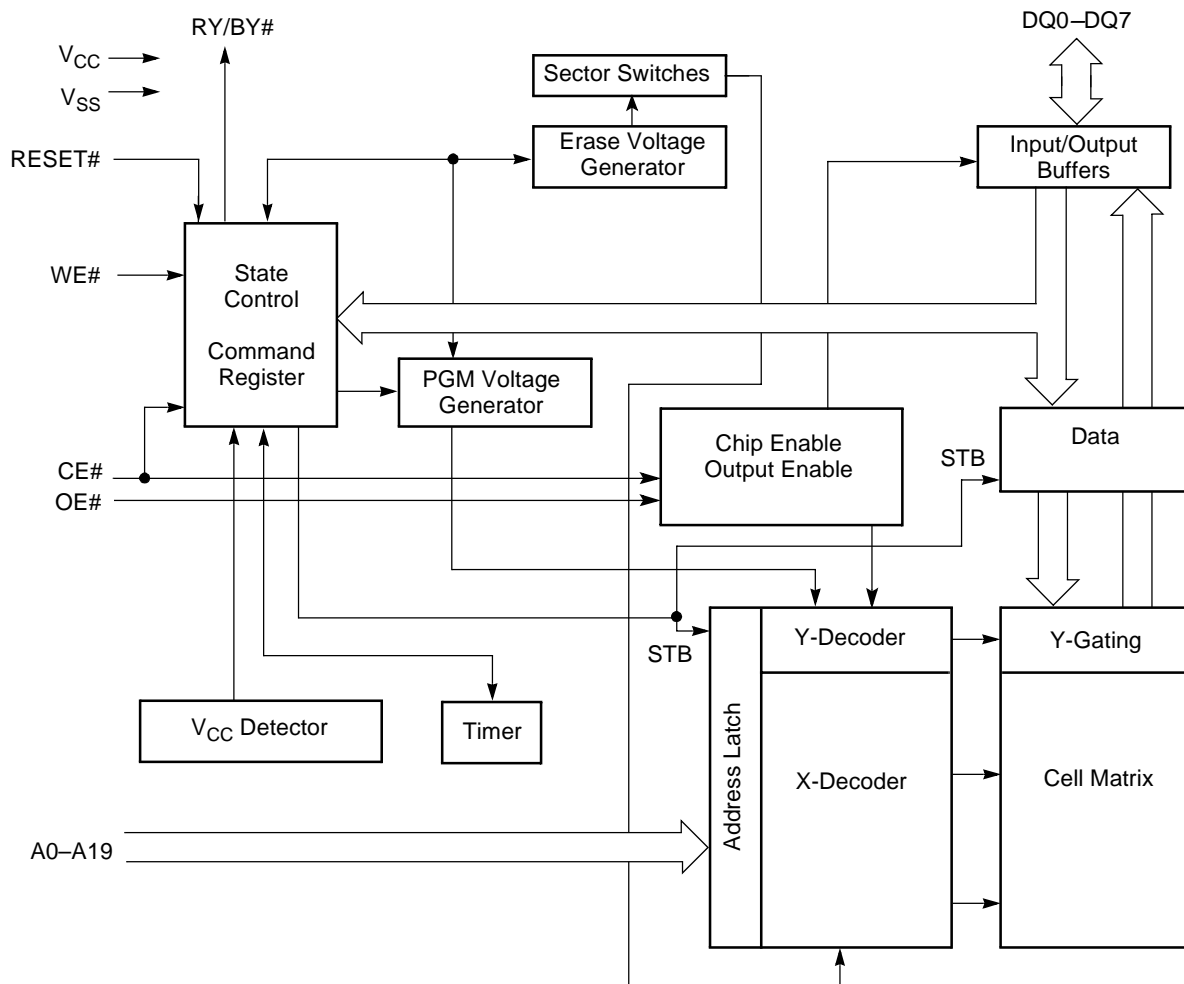 RY/BY#
DQ0–DQ7
VCC
VSS
Sector Switches
RESET#
Erase Voltage
Generator
Input/Output
Buffers
WE#
State
Control
Command
Register
PGM Voltage
Generator
Chip Enable
Output Enable
Data
STB
CE#
OE#
STB
Y-Decoder
Y-Gating
VCC Detector
Timer
Address Latch
X-Decoder
Cell Matrix
A0–A19